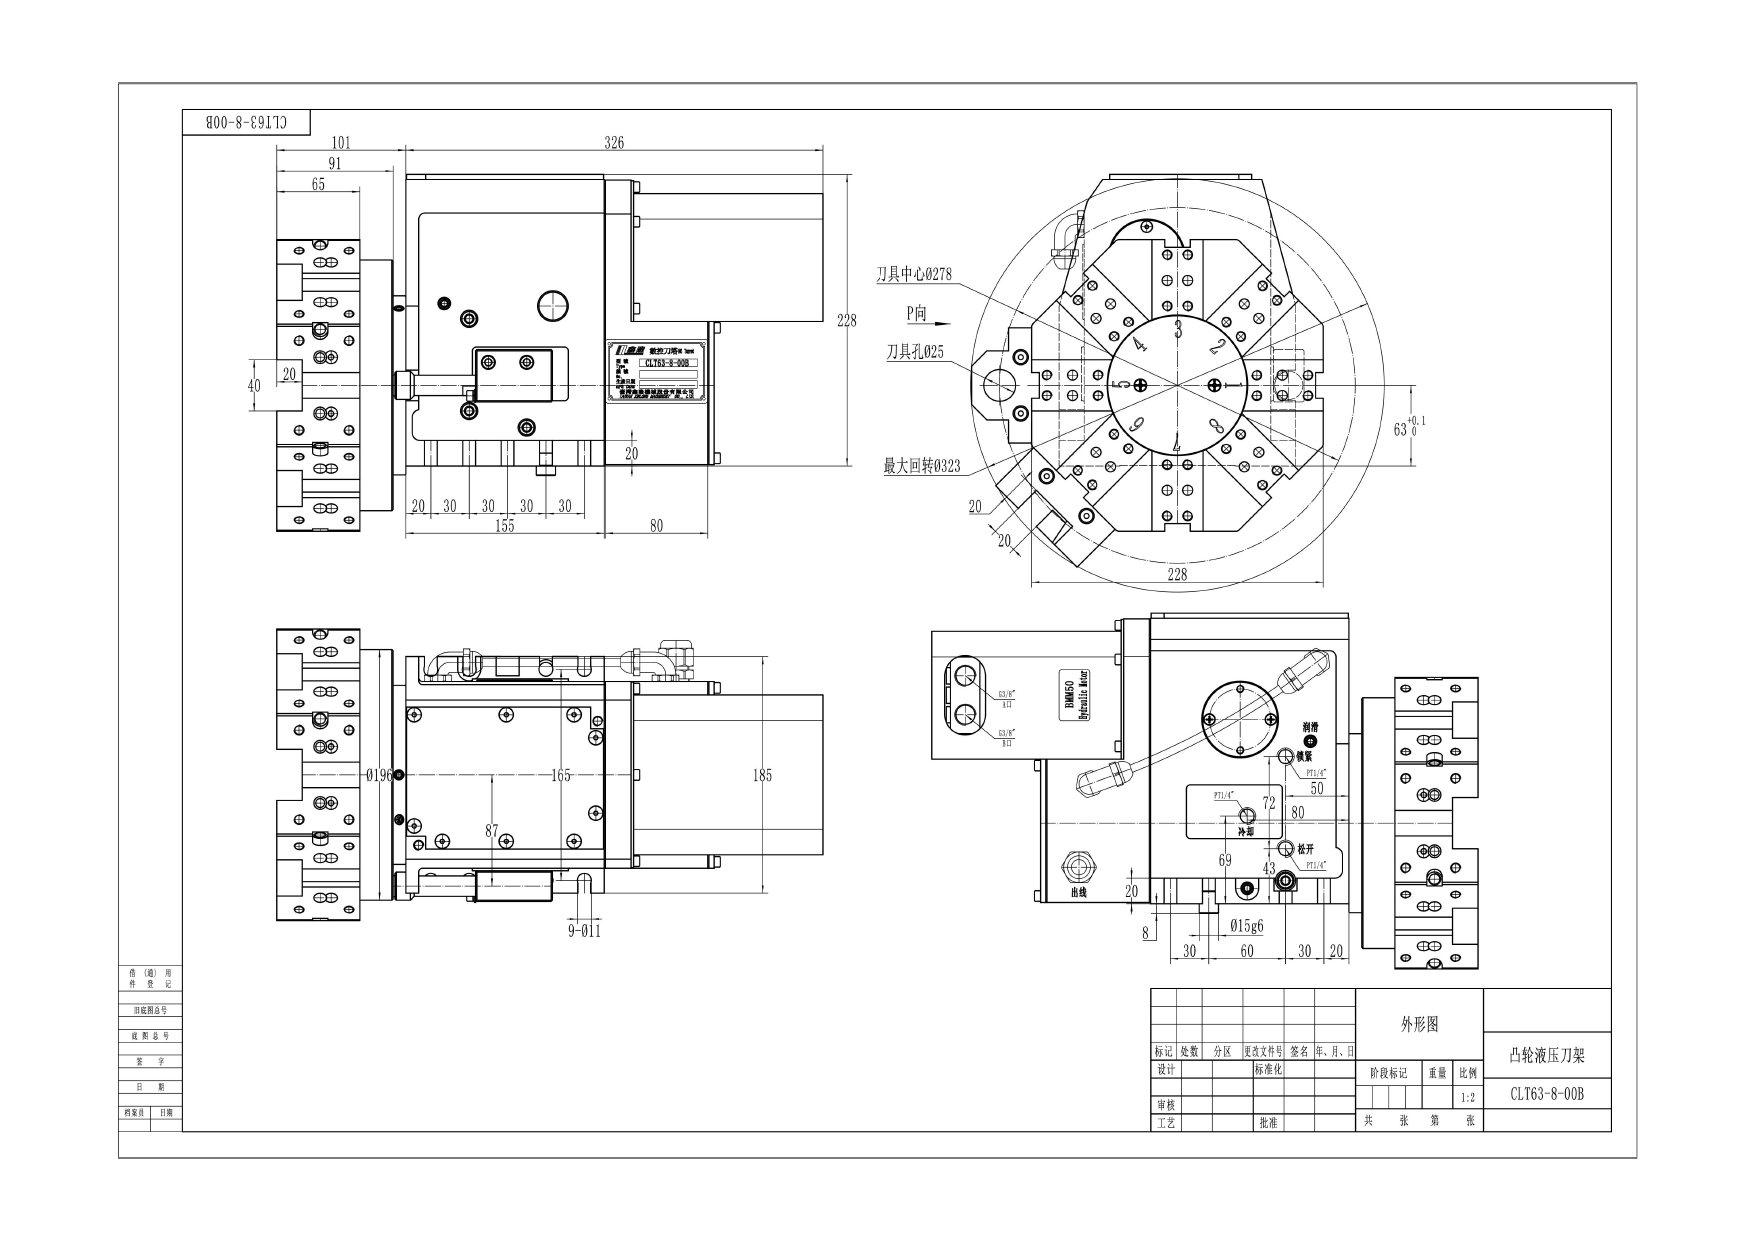 CLT63-8-00B
101
326
91
65
228
40
20
20
20
30
30
30
30
155
80
数控刀塔
CLT63-8-00B
刀具中心Ø278
P向
刀具孔Ø25
最大回转Ø323
20
20
1
2
3
4
5
6
7
8
63+0.1 0
228
Ø196
87
165
185
9-Ø11
G3/8"
A口
G3/8"
B口
BMM50
Hydraulic Motor
润滑
锁紧
PT1/4"
50
PT1/4"
72
80
冷却
松开
69
PT1/4"
43
出线
20
8
Ø15g6
30
60
30
20
借(通)用
件登记
旧底图总号
底图总号
签字
日期
档案员 日期
标记 处数 分区 更改文件号 签名 年、月、日
设计 标准化
审核
工艺 批准
外形图
阶段标记 重量 比例
1:2
共 张 第 张
凸轮液压刀架
CLT63-8-00B